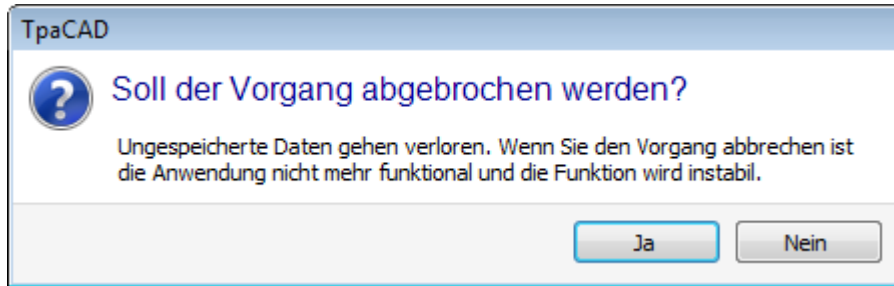 TpaCAD
Soll der Vorgang abgebrochen werden?
Ungespeicherte Daten gehen verloren. Wenn Sie den Vorgang abbrechen ist
die Anwendung nicht mehr funktional und die Funktion wird instabil.
Ja
Nein